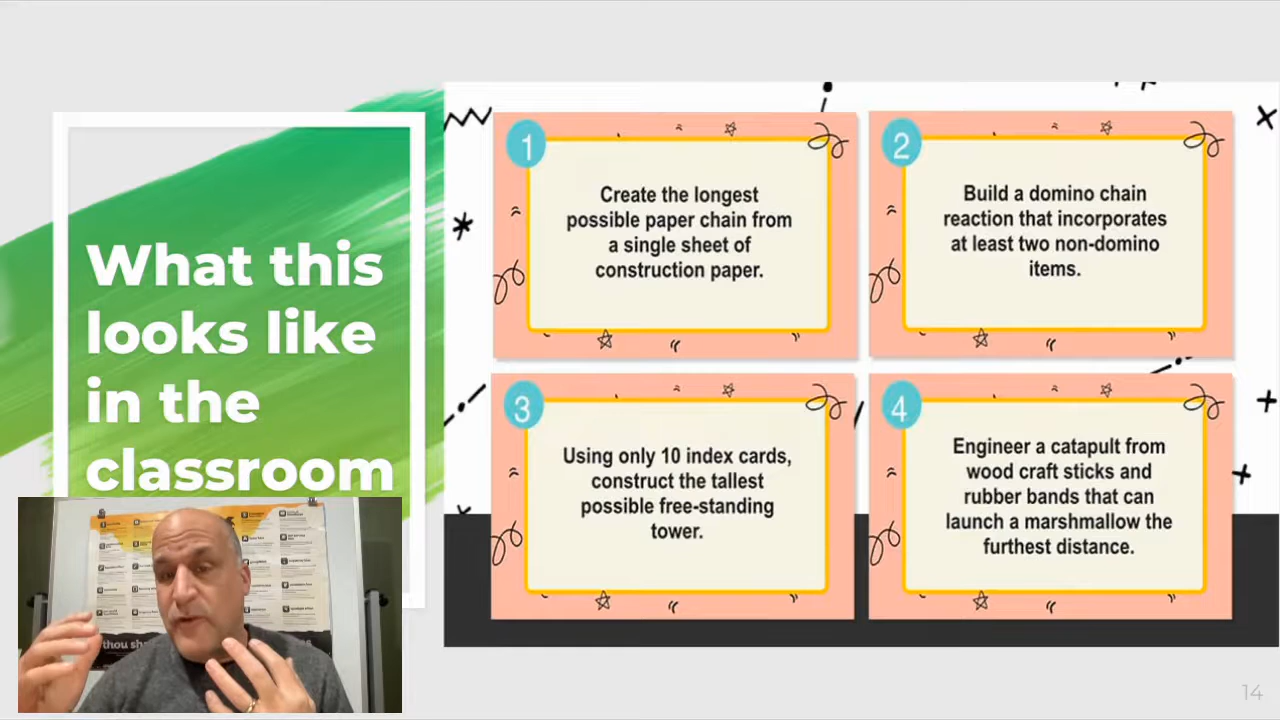 What this
looks like
in the
classroom
1
Create the longest
possible paper chain from
a single sheet of
construction paper.
2
Build a domino chain
reaction that incorporates
at least two non-domino
items.
3
Using only 10 index cards,
construct the tallest
possible free-standing
tower.
4
Engineer a catapult from
wood craft sticks and
rubber bands that can
launch a marshmallow the
furthest distance.
thou
14